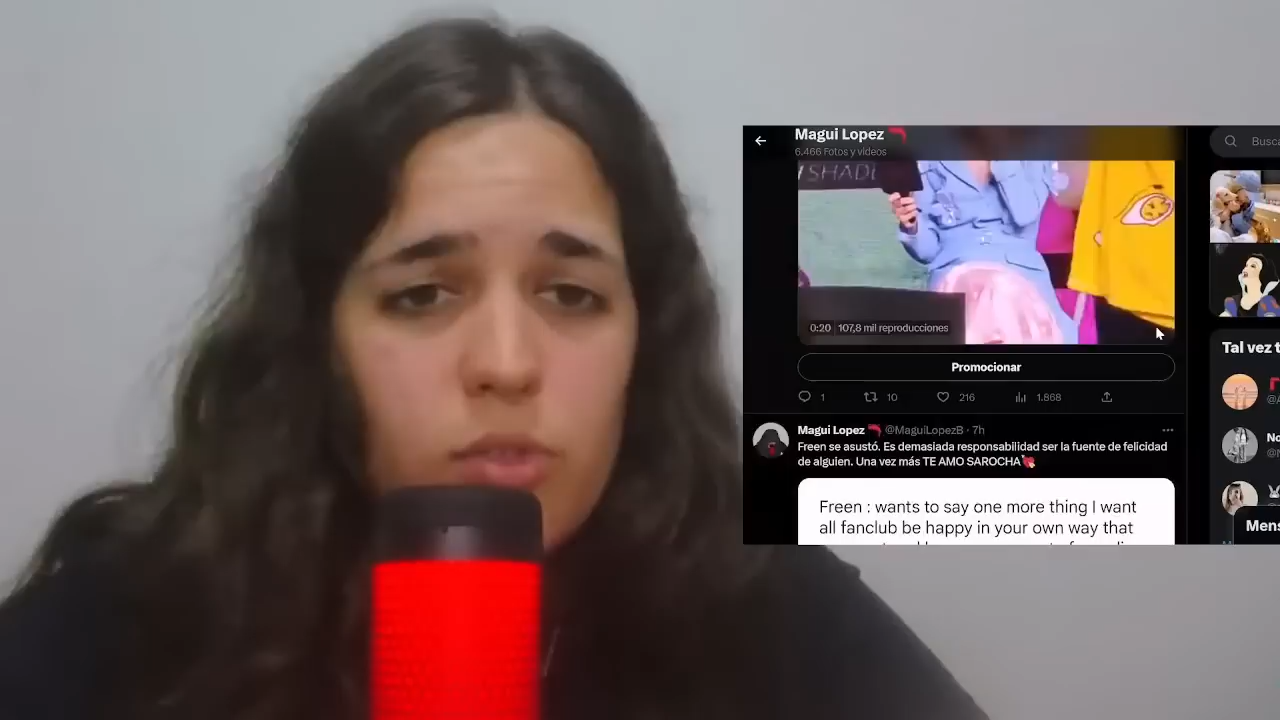 Magui Lopez
6.466 Fotos y videos
Busca
SHADE
0:20 107,8 mil reproducciones
Promocionar
1 10 216 1.868
Tal vez t
Magui Lopez @MaguiLopezB · 7h
Freen se asustó. Es demasiada responsabilidad ser la fuente de felicidad
de alguien. Una vez más TE AMO SAROCHA
Freen : wants to say one more thing I want
all fanclub be happy in your own way that
No
Mens